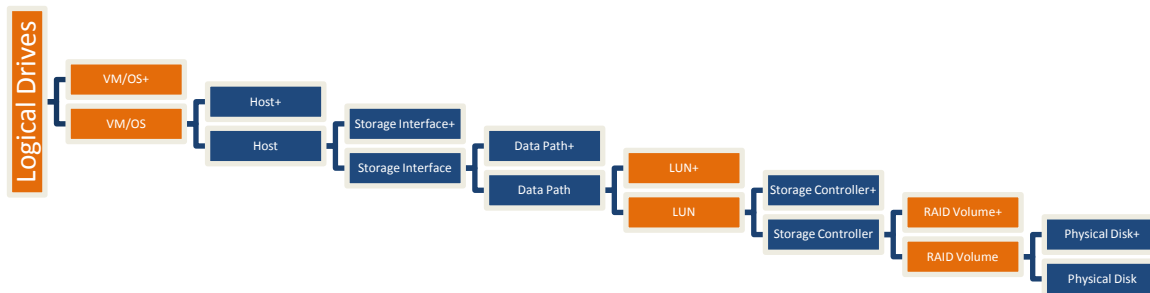 Logical Drives
VM/OS+
VM/OS
Host+
Host
Storage Interface+
Storage Interface
Data Path+
Data Path
LUN+
LUN
Storage Controller+
Storage Controller
RAID Volume+
RAID Volume
Physical Disk+
Physical Disk